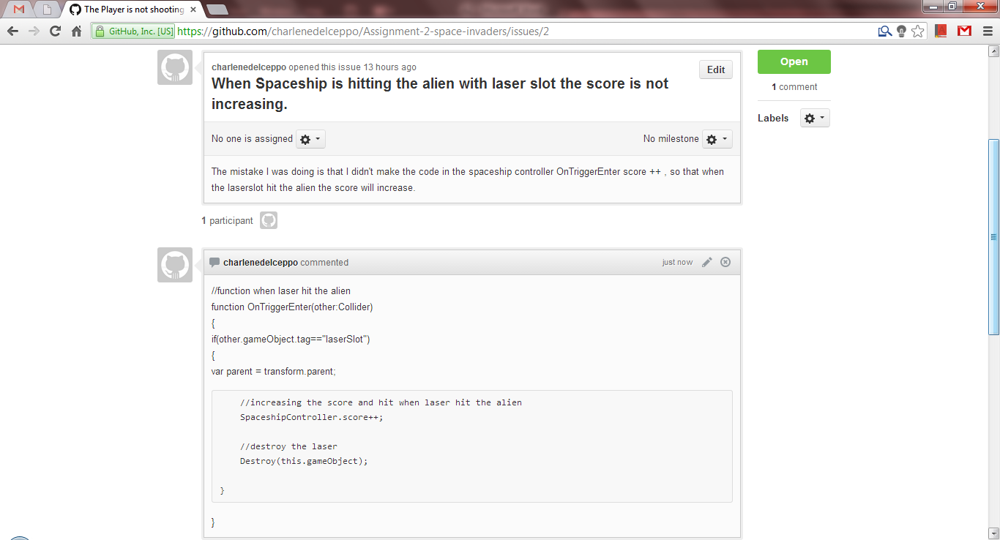 The Player is not shooting
GitHub, Inc. [US] https://github.com/charlenedelceppo/Assignment-2-space-invaders/issues/2
charlenedelceppo opened this issue 13 hours ago
Edit
When Spaceship is hitting the alien with laser slot the score is not
increasing.
No one is assigned
No milestone
The mistake I was doing is that I didn't make the code in the spaceship controller OnTriggerEnter score ++ , so that when
the laserslot hit the alien the score will increase.
Open
1 comment
Labels
1 participant
charlenedelceppo commented
just now
//function when laser hit the alien
function OnTriggerEnter(other:Collider)
{
if(other.gameObject.tag=="laserSlot")
{
var parent = transform.parent;
//increasing the score and hit when laser hit the alien
SpaceshipController.score++;
//destroy the laser
Destroy(this.gameObject);
}
}